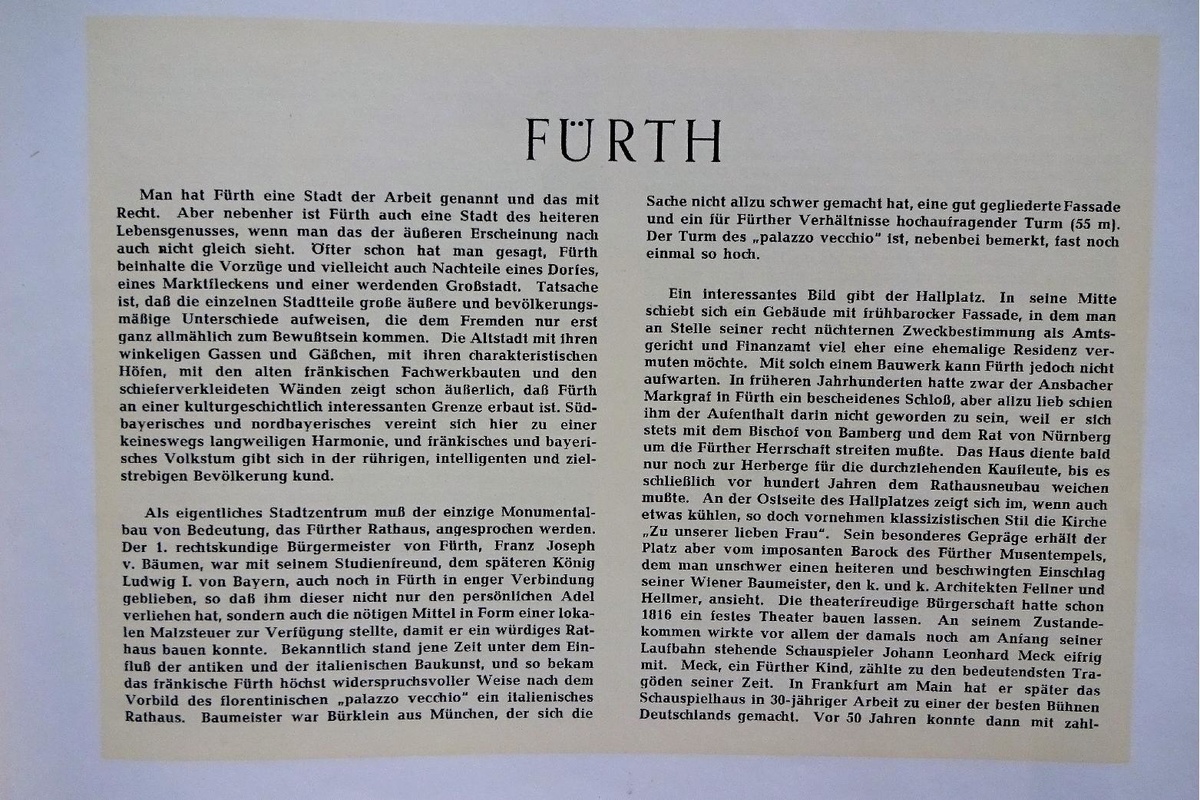 FÜRTH
Man hat Fürth eine Stadt der Arbeit genannt und das mit
Recht. Aber nebenher ist Fürth auch eine Stadt des heiteren
Lebensgenusses, wenn man das der äußeren Erscheinung nach
auch nicht gleich sieht. Öfter schon hat man gesagt, Fürth
beinhalte die Vorzüge und vielleicht auch Nachteile eines Dorfes,
eines Marktfleckens und einer werdenden Großstadt. Tatsache
ist, daß die einzelnen Stadtteile große äußere und bevölkerungs-
mäßige Unterschiede aufweisen, die dem Fremden nur erst
ganz allmählich zum Bewußtsein kommen. Die Altstadt mit ihren
winkeligen Gassen und Gäßchen, mit ihren charakteristischen
Höfen, mit den alten fränkischen Fachwerkbauten und den
schieferverkleideten Wänden zeigt schon äußerlich, daß Fürth
an einer kulturgeschichtlich interessanten Grenze erbaut ist. Süd-
bayerisches und nordbayerisches vereint sich hier zu einer
keineswegs langweiligen Harmonie, und fränkisches und bayeri-
sches Volkstum gibt sich in der rührigen, intelligenten und ziel-
strebigen Bevölkerung kund.
Als eigentliches Stadtzentrum muß der einzige Monumental-
bau von Bedeutung, das Fürther Rathaus, angesprochen werden.
Der 1. rechtskundige Bürgermeister von Fürth, Franz Joseph
v. Bäumen, war mit seinem Studienfreund, dem späteren König
Ludwig I. von Bayern, auch noch in Fürth in enger Verbindung
geblieben, so daß ihm dieser nicht nur den persönlichen Adel
verliehen hat, sondern auch die nötigen Mittel in Form einer loka-
len Malzsteuer zur Verfügung stellte, damit er ein würdiges Rat-
haus bauen konnte. Bekanntlich stand jene Zeit unter dem Ein-
fluß der antiken und der italienischen Baukunst, und so bekam
das fränkische Fürth höchst widerspruchsvoller Weise nach dem
Vorbild des florentinischen „palazzo vecchio“ ein italienisches
Rathaus. Baumeister war Bürklein aus München, der sich die
Sache nicht allzu schwer gemacht hat, eine gut gegliederte Fassade
und ein für Fürther Verhältnisse hochaufragender Turm (55 m).
Der Turm des „palazzo vecchio“ ist, nebenbei bemerkt, fast noch
einmal so hoch.
Ein interessantes Bild gibt der Hallplatz. In seine Mitte
schiebt sich ein Gebäude mit frühbarocker Fassade, in dem man
an Stelle seiner recht nüchternen Zweckbestimmung als Amts-
gericht und Finanzamt viel eher eine ehemalige Residenz ver-
muten möchte. Mit solch einem Bauwerk kann Fürth jedoch nicht
aufwarten. In früheren Jahrhunderten hatte zwar der Ansbacher
Markgraf in Fürth ein bescheidenes Schloß, aber allzu lieb schien
ihm der Aufenthalt darin nicht geworden zu sein, weil er sich
stets mit dem Bischof von Bamberg und dem Rat von Nürnberg
um die Fürther Herrschaft streiten mußte. Das Haus diente bald
nur noch zur Herberge für die durchziehenden Kaufleute, bis es
schließlich vor hundert Jahren dem Rathausneubau weichen
mußte. An der Ostseite des Hallplatzes zeigt sich im, wenn auch
etwas kühlen, so doch vornehmen klassizistischen Stil die Kirche
„Zu unserer lieben Frau“. Sein besonderes Gepräge erhält der
Platz aber vom imposanten Barock des Fürther Musentempels,
dem man unschwer einen heiteren und beschwingten Einschlag
seiner Wiener Baumeister, den k. und k. Architekten Fellner und
Hellmer, ansieht. Die theaterfreudige Bürgerschaft hatte schon
1816 ein festes Theater bauen lassen. An seinem Zustande-
kommen wirkte vor allem der damals noch am Anfang seiner
Laufbahn stehende Schauspieler Johann Leonhard Meck eifrig
mit. Meck, ein Fürther Kind, zählte zu den bedeutendsten Tra-
göden seiner Zeit. In Frankfurt am Main hat er später das
Schauspielhaus in 30-jähriger Arbeit zu einer der besten Bühnen
Deutschlands gemacht. Vor 50 Jahren konnte dann mit zahl-